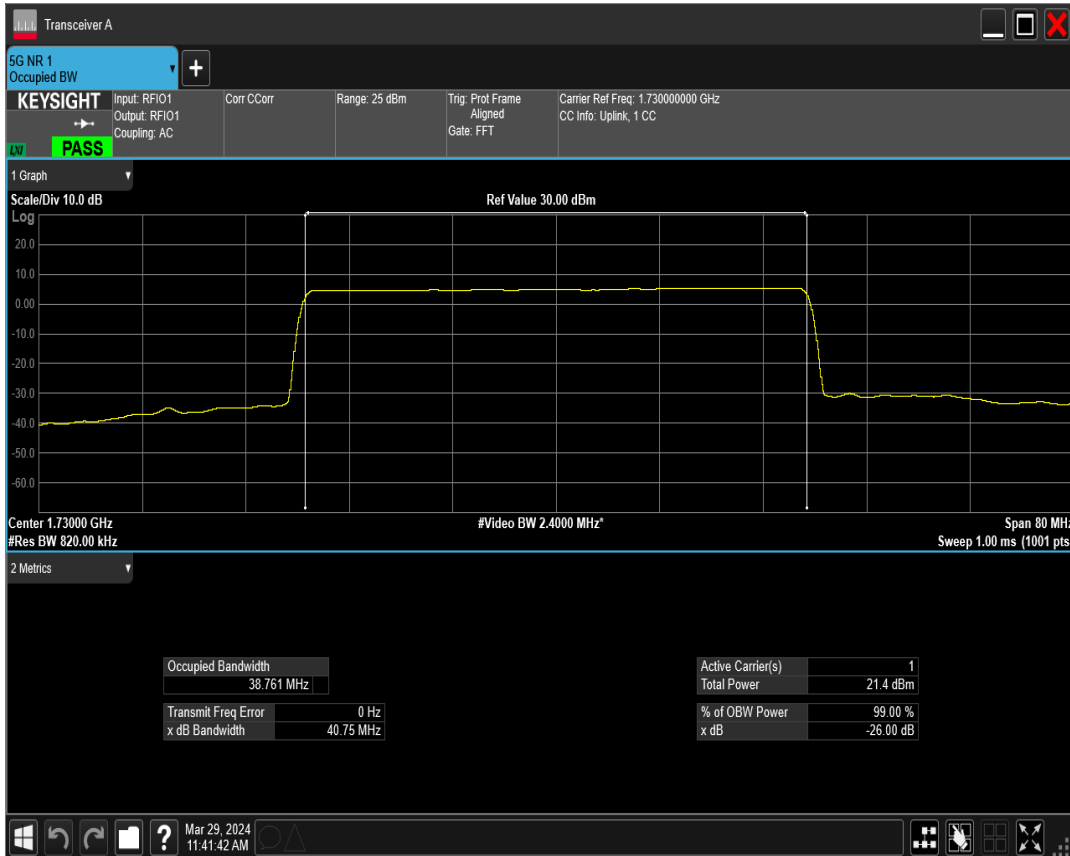 Transceiver A
5G NR 1
Occupied BW
KEYSIGHT
Input: RFIO1
Output: RFIO1
Coupling: AC
Corr CCorr
Range: 25 dBm
Trig: Prot Frame
Aligned
Gate: FFT
Carrier Ref Freq: 1.730000000 GHz
CC Info: Uplink, 1 CC
LXI
PASS
1 Graph
Scale/Div 10.0 dB
Ref Value 30.00 dBm
Log
20.0
10.0
0.00
-10.0
-20.0
-30.0
-40.0
-50.0
-60.0
Center 1.73000 GHz
#Video BW 2.4000 MHz*
Span 80 MHz
#Res BW 820.00 kHz
Sweep 1.00 ms (1001 pts
2 Metrics
Occupied Bandwidth
38.761 MHz
Transmit Freq Error 0 Hz
x dB Bandwidth 40.75 MHz
Active Carrier(s) 1
Total Power 21.4 dBm
% of OBW Power 99.00 %
x dB -26.00 dB
Mar 29, 2024
11:41:42 AM